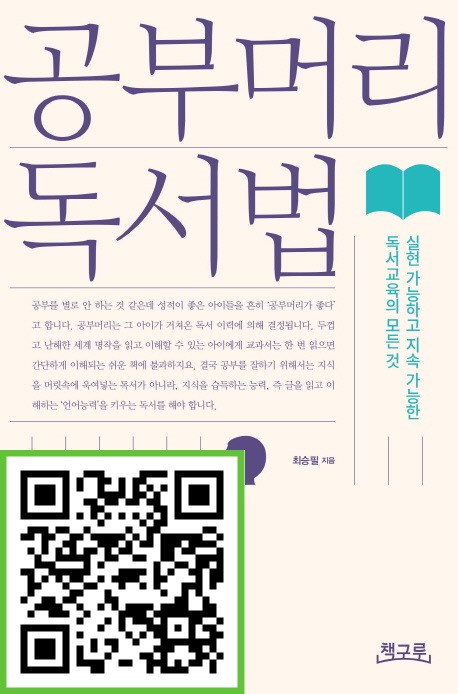 공부머리
독서법
실현 가능하고 지속 가능한
독서교육의 모든 것
공부를 별로 안 하는 것 같은데 성적이 좋은 아이들을 흔히 ‘공부머리가 좋다’
고 합니다. 공부머리는 그 아이가 거쳐온 독서 이력에 의해 결정됩니다. 두껍
고 난해한 세계 명작을 읽고 이해할 수 있는 아이에게 교과서는 한 번 읽으면
간단하게 이해되는 쉬운 책에 불과하지요. 결국 공부를 잘하기 위해서는 지식
을 머릿속에 욱여넣는 독서가 아니라, 지식을 습득하는 능력, 즉 글을 읽고 이
해하는 ‘언어능력’을 키우는 독서를 해야 합니다.
최승필 지음
책구루